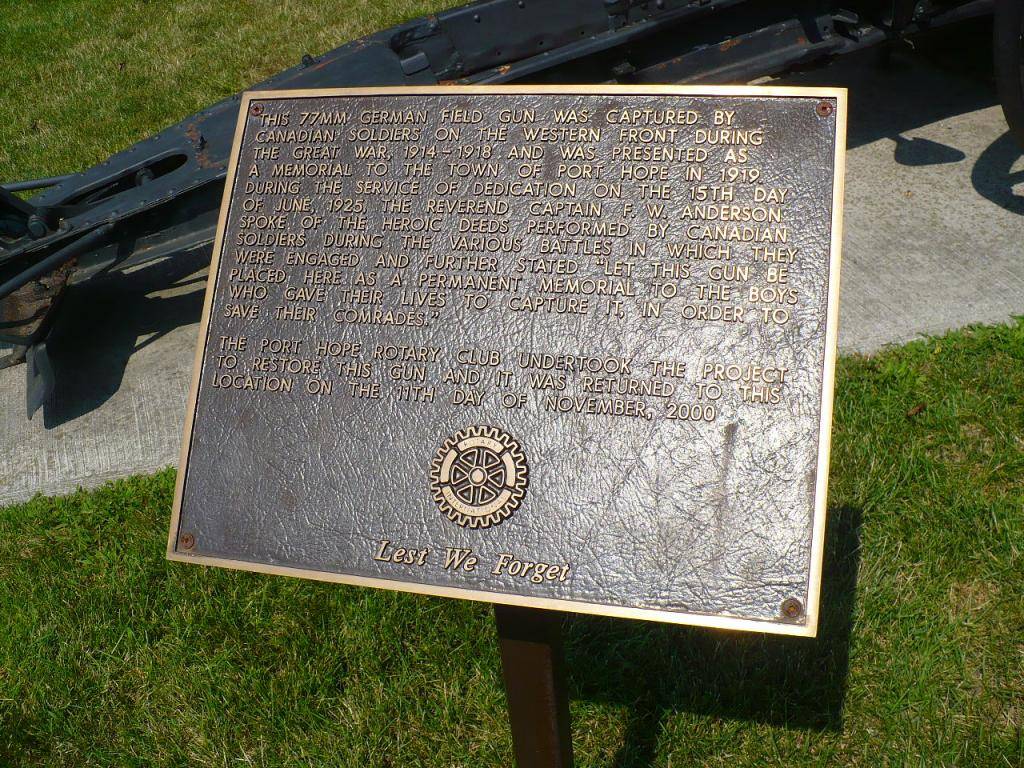 THIS 77MM GERMAN FIELD GUN WAS CAPTURED BY
CANADIAN SOLDIERS ON THE WESTERN FRONT DURING
THE GREAT WAR, 1914-1918 AND WAS PRESENTED AS
A MEMORIAL TO THE TOWN OF PORT HOPE IN 1919.
DURING THE SERVICE OF DEDICATION ON THE 15TH DAY
OF JUNE, 1925, THE REVEREND CAPTAIN F. W. ANDERSON
SPOKE OF THE HEROIC DEEDS PERFORMED BY CANADIAN
SOLDIERS DURING THE VARIOUS BATTLES IN WHICH THEY
WERE ENGAGED AND FURTHER STATED "LET THIS GUN BE
PLACED HERE AS A PERMANENT MEMORIAL TO THE BOYS
WHO GAVE THEIR LIVES TO CAPTURE IT, IN ORDER TO
SAVE THEIR COMRADES."
THE PORT HOPE ROTARY CLUB UNDERTOOK THE PROJECT
TO RESTORE THIS GUN AND IT WAS RETURNED TO THIS
LOCATION ON THE 11TH DAY OF NOVEMBER, 2000
ROTARY
INTERNATIONAL
Lest We Forget